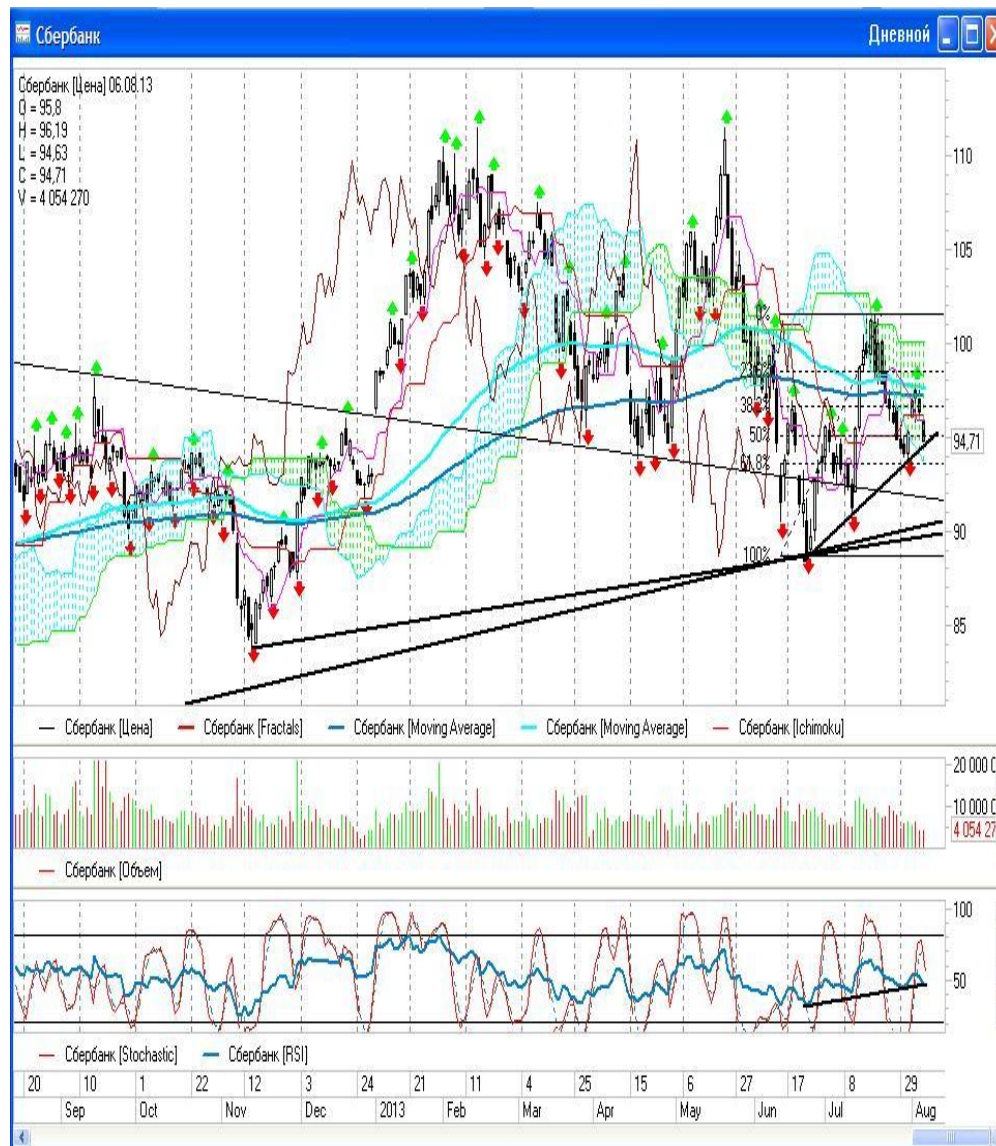 Сбербанк Дневной
Сбербанк [Цена] 06.08.13
O = 95,8
H = 96,19
L = 94,63
C = 94,71
V = 4 054 270
110
105
0%
100
38,2%
50%
94,71
61,8%
90
100%
85
Сбербанк [Цена] Сбербанк [Fractals] Сбербанк [Moving Average] Сбербанк [Moving Average] Сбербанк [Ichimoku]
20 000 0
10 000 0
4 054 27
Сбербанк [Объем]
100
50
Сбербанк [Stochastic] Сбербанк [RSI]
20 10 1 22 12 3 24 21 11 4 25 15 6 27 17 8 29
Sep Oct Nov Dec 2013 Feb Mar Apr May Jun Jul Aug